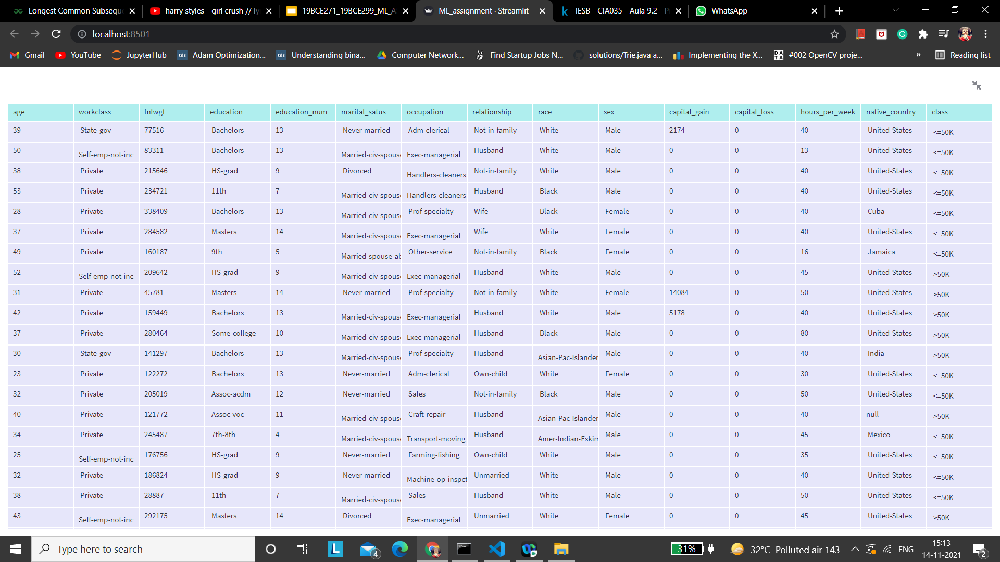 Longest Common Subseque
harry styles - girl crush // ly
19BCE271_19BCE299_ML_A
ML_assignment · Streamlit
IESB - CIA035 - Aula 9.2 - P
WhatsApp
localhost:8501
Gmail YouTube JupyterHub tds Adam Optimization... tds Understanding bina... Computer Network... Find Startup Jobs N... solutions/Trie.java a... Implementing the X... DATA #002 OpenCV proje... » Reading list
age workclass fnlwgt education education_num marital_satus occupation relationship race sex capital_gain capital_loss hours_per_week native_country class
39 State-gov 77516 Bachelors 13 Never-married Adm-clerical Not-in-family White Male 2174 0 40 United-States <=50K
50 Self-emp-not-inc 83311 Bachelors 13 Married-civ-spouse Exec-managerial Husband White Male 0 0 13 United-States <=50K
38 Private 215646 HS-grad 9 Divorced Handlers-cleaners Not-in-family White Male 0 0 40 United-States <=50K
53 Private 234721 11th 7 Married-civ-spouse Handlers-cleaners Husband Black Male 0 0 40 United-States <=50K
28 Private 338409 Bachelors 13 Married-civ-spouse Prof-specialty Wife Black Female 0 0 40 Cuba <=50K
37 Private 284582 Masters 14 Married-civ-spouse Exec-managerial Wife White Female 0 0 40 United-States <=50K
49 Private 160187 9th 5 Married-spouse-ab Other-service Not-in-family Black Female 0 0 16 Jamaica <=50K
52 Self-emp-not-inc 209642 HS-grad 9 Married-civ-spouse Exec-managerial Husband White Male 0 0 45 United-States >50K
31 Private 45781 Masters 14 Never-married Prof-specialty Not-in-family White Female 14084 0 50 United-States >50K
42 Private 159449 Bachelors 13 Married-civ-spouse Exec-managerial Husband White Male 5178 0 40 United-States >50K
37 Private 280464 Some-college 10 Married-civ-spouse Exec-managerial Husband Black Male 0 0 80 United-States >50K
30 State-gov 141297 Bachelors 13 Married-civ-spouse Prof-specialty Husband Asian-Pac-Islander Male 0 0 40 India >50K
23 Private 122272 Bachelors 13 Never-married Adm-clerical Own-child White Female 0 0 30 United-States <=50K
32 Private 205019 Assoc-acdm 12 Never-married Sales Not-in-family Black Male 0 0 50 United-States <=50K
40 Private 121772 Assoc-voc 11 Married-civ-spouse Craft-repair Husband Asian-Pac-Islander Male 0 0 40 null >50K
34 Private 245487 7th-8th 4 Married-civ-spouse Transport-moving Husband Amer-Indian-Eskim Male 0 0 45 Mexico <=50K
25 Self-emp-not-inc 176756 HS-grad 9 Never-married Farming-fishing Own-child White Male 0 0 35 United-States <=50K
32 Private 186824 HS-grad 9 Never-married Machine-op-inspct Unmarried White Male 0 0 40 United-States <=50K
38 Private 28887 11th 7 Married-civ-spouse Sales Husband White Male 0 0 50 United-States <=50K
43 Self-emp-not-inc 292175 Masters 14 Divorced Exec-managerial Unmarried White Female 0 0 45 United-States >50K
Type here to search
L
4
31%
32°C Polluted air 143
ENG
15:13
14-11-2021
2